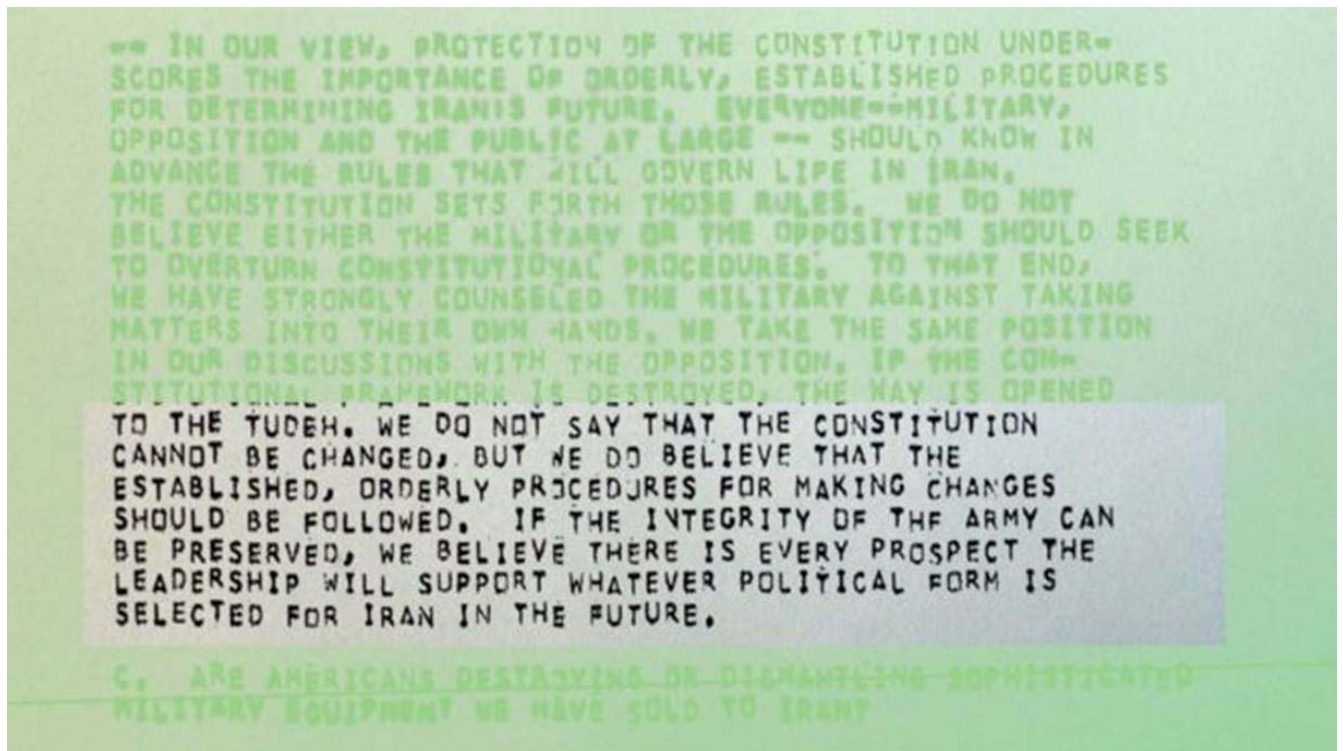 -- IN OUR VIEW, PROTECTION OF THE CONSTITUTION UNDER-
SCORES THE IMPORTANCE OF ORDERLY, ESTABLISHED PROCEDURES
FOR DETERMINING IRAN'S FUTURE. EVERYONE--MILITARY,
OPPOSITION AND THE PUBLIC AT LARGE -- SHOULD KNOW IN
ADVANCE THE RULES THAT WILL GOVERN LIFE IN IRAN.
THE CONSTITUTION SETS FORTH THOSE RULES. WE DO NOT
BELIEVE EITHER THE MILITARY OR THE OPPOSITION SHOULD SEEK
TO OVERTURN CONSTITUTIONAL PROCEDURES. TO THAT END,
WE HAVE STRONGLY COUNSELED THE MILITARY AGAINST TAKING
MATTERS INTO THEIR OWN HANDS. WE TAKE THE SAME POSITION
IN OUR DISCUSSIONS WITH THE OPPOSITION. IF THE CON-
STITUTIONAL FRAMEWORK IS DESTROYED, THE WAY IS OPENED
TO THE TUDEH. WE DO NOT SAY THAT THE CONSTITUTION
CANNOT BE CHANGED, BUT WE DO BELIEVE THAT THE
ESTABLISHED, ORDERLY PROCEDURES FOR MAKING CHANGES
SHOULD BE FOLLOWED. IF THE INTEGRITY OF THE ARMY CAN
BE PRESERVED, WE BELIEVE THERE IS EVERY PROSPECT THE
LEADERSHIP WILL SUPPORT WHATEVER POLITICAL FORM IS
SELECTED FOR IRAN IN THE FUTURE.
C. ARE AMERICANS DESTROYING OR DISMANTLING SOPHISTICATED
MILITARY EQUIPMENT WE HAVE SOLD TO IRAN?